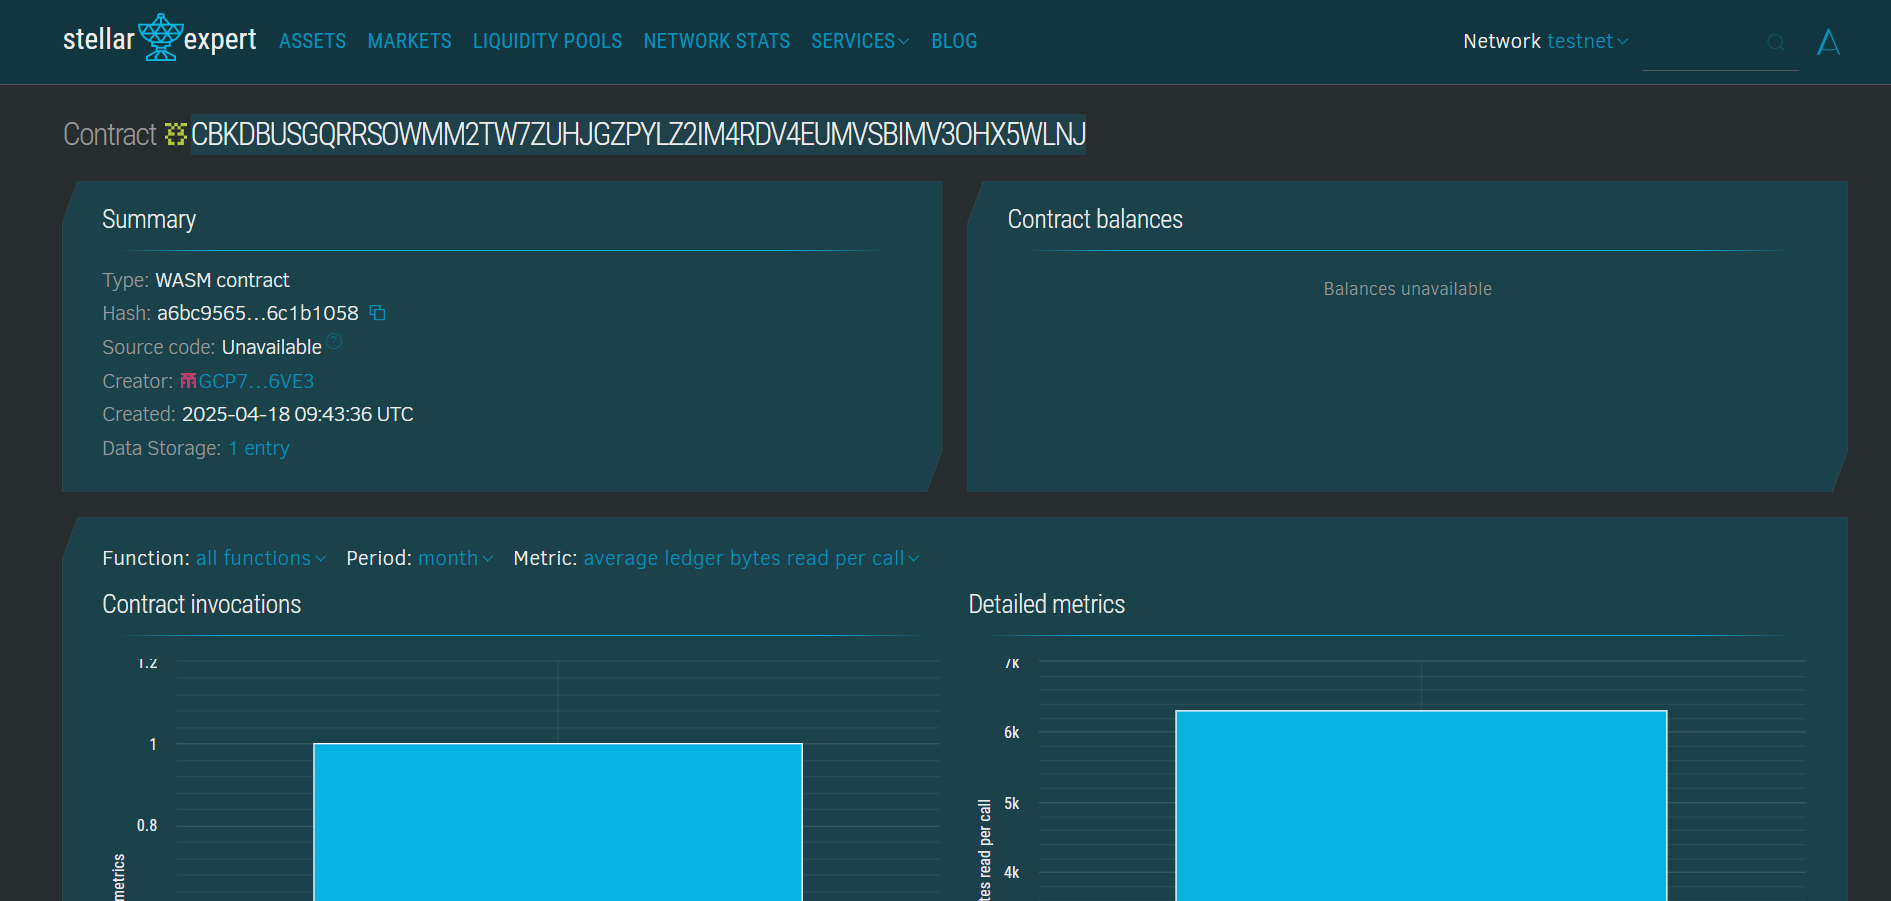 stellar expert ASSETS MARKETS LIQUIDITY POOLS NETWORK STATS SERVICES BLOG Network testnet
Contract CBKDBUSGQRRSOWMM2TW7ZUHJGZPYLZ2IM4RDV4EUMVSBIMV3OHX5WLNJ
Summary
Type: WASM contract
Hash: a6bc9565…6c1b1058
Source code: Unavailable
Creator: GCP7…6VE3
Created: 2025-04-18 09:43:36 UTC
Data Storage: 1 entry
Contract balances
Balances unavailable
Function: all functions Period: month Metric: average ledger bytes read per call
Contract invocations
1.2
1
0.8
metrics
Detailed metrics
7k
6k
5k
4k
read per call